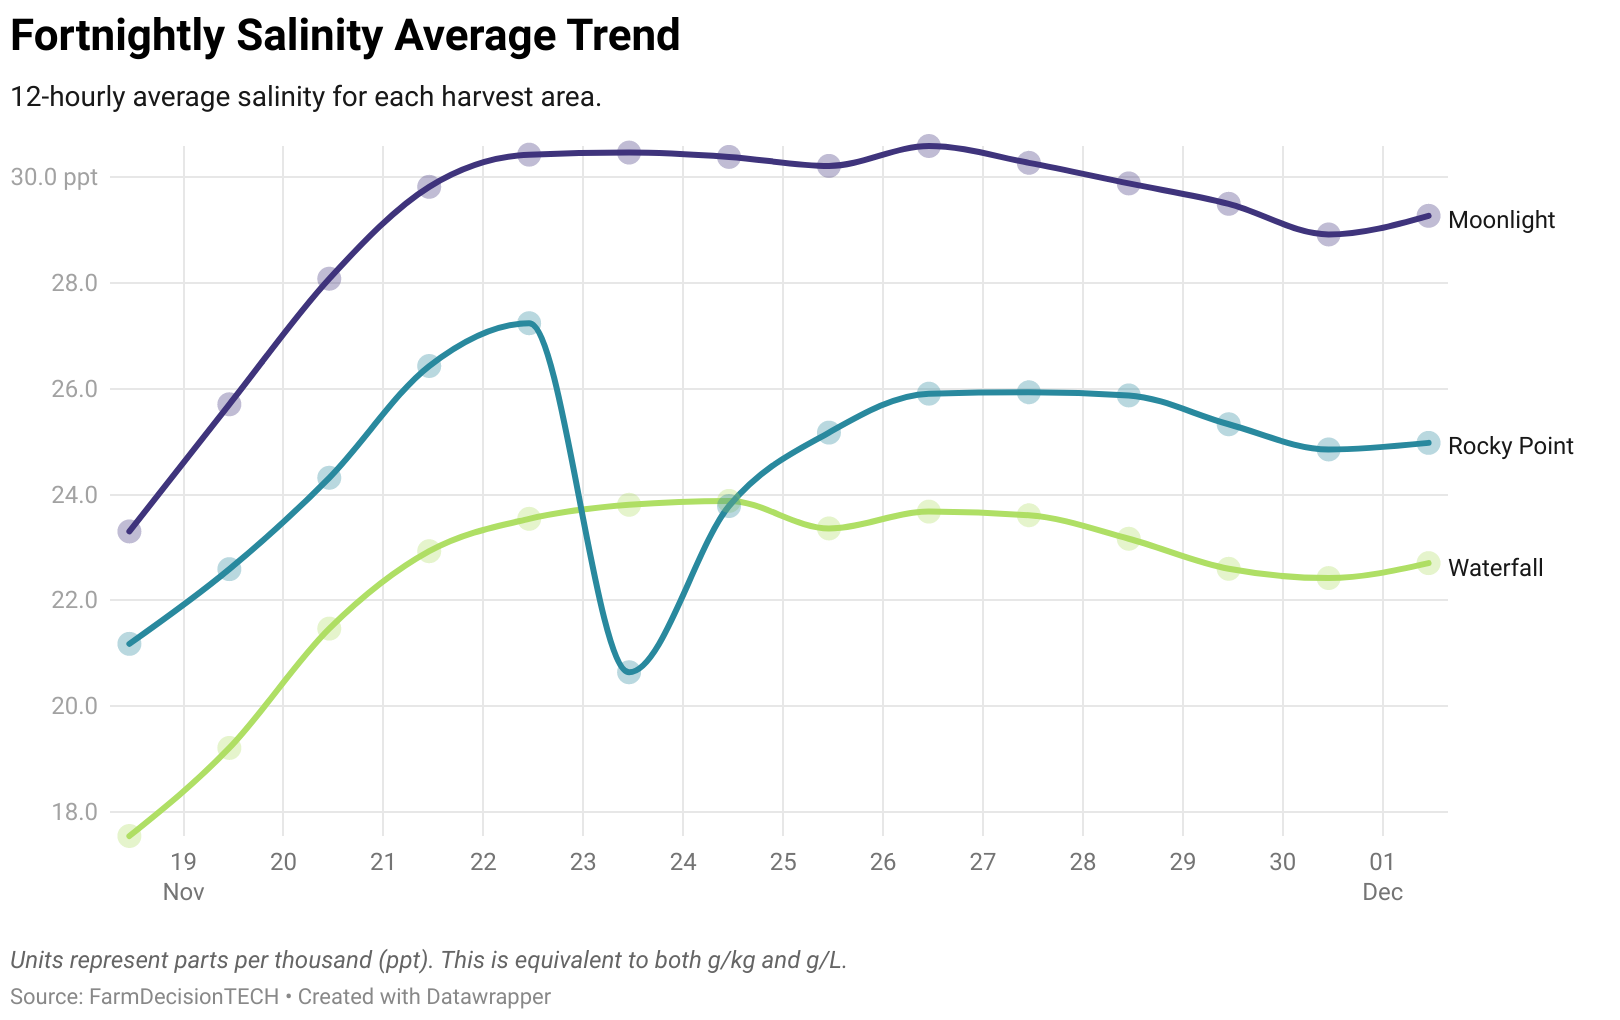 Fortnightly Salinity Average Trend
12-hourly average salinity for each harvest area.
30.0 ppt
28.0
26.0
24.0
22.0
20.0
18.0
Moonlight
Rocky Point
Waterfall
19 20 21 22 23 24 25 26 27 28 29 30 01
Nov Dec
Units represent parts per thousand (ppt). This is equivalent to both g/kg and g/L.
Source: FarmDecisionTECH • Created with Datawrapper